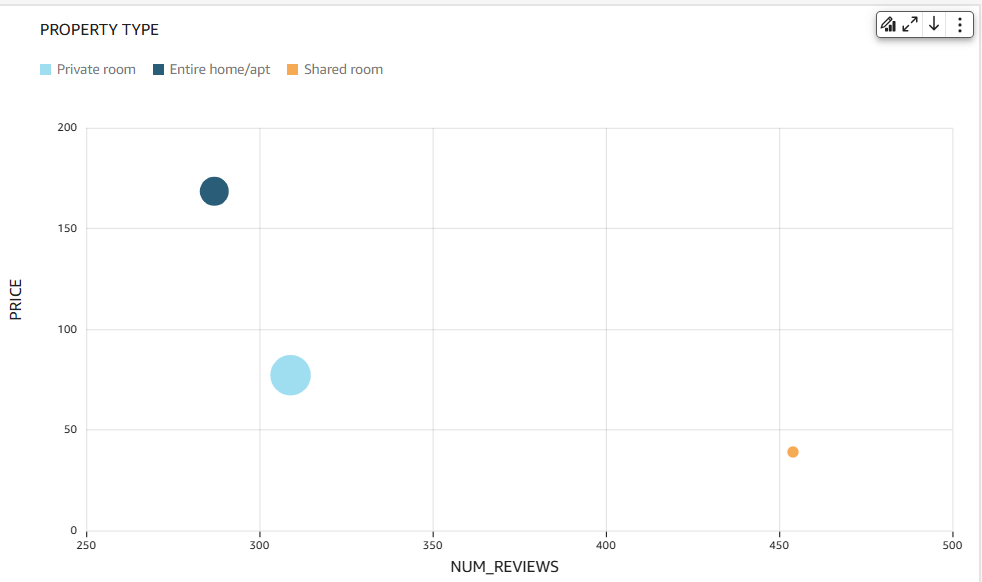 PROPERTY TYPE
Private room Entire home/apt Shared room
200
150
100
50
0
PRICE
250 300 350 400 450 500
NUM_REVIEWS